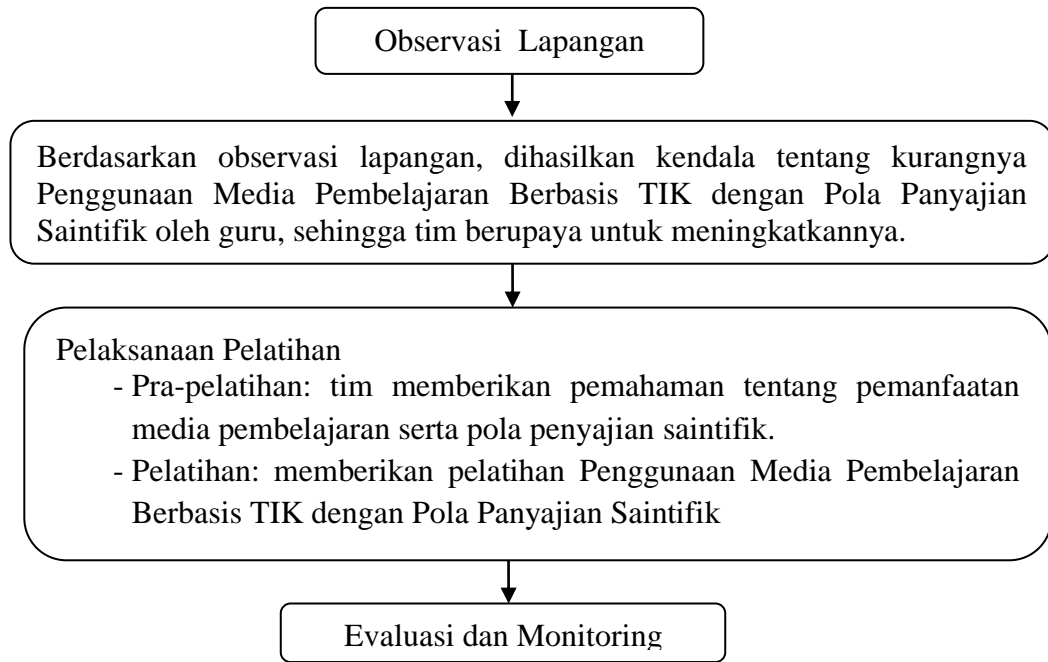 Observasi Lapangan
Berdasarkan observasi lapangan, dihasilkan kendala tentang kurangnya
Penggunaan Media Pembelajaran Berbasis TIK dengan Pola Panyajian
Saintifik oleh guru, sehingga tim berupaya untuk meningkatkannya.
Pelaksanaan Pelatihan
- Pra-pelatihan: tim memberikan pemahaman tentang pemanfaatan
media pembelajaran serta pola penyajian saintifik.
- Pelatihan: memberikan pelatihan Penggunaan Media Pembelajaran
Berbasis TIK dengan Pola Panyajian Saintifik
Evaluasi dan Monitoring